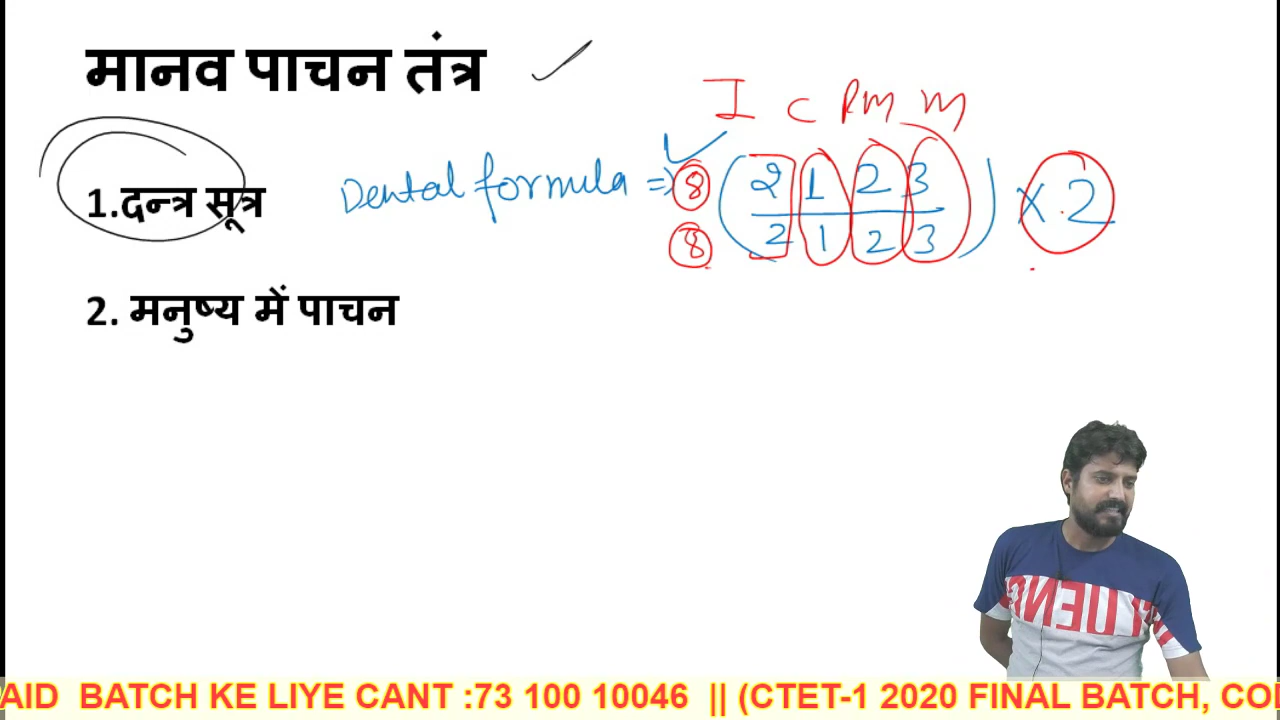 मानव पाचन तंत्र
I C PM M
1.दन्त्र सूत्र Dental formula => 8 ( 2 1 2 3 ) × 2
8 2 1 2 3
2. मनुष्य में पाचन
AID BATCH KE LIYE CANT :73 100 10046 || (CTET-1 2020 FINAL BATCH, CO